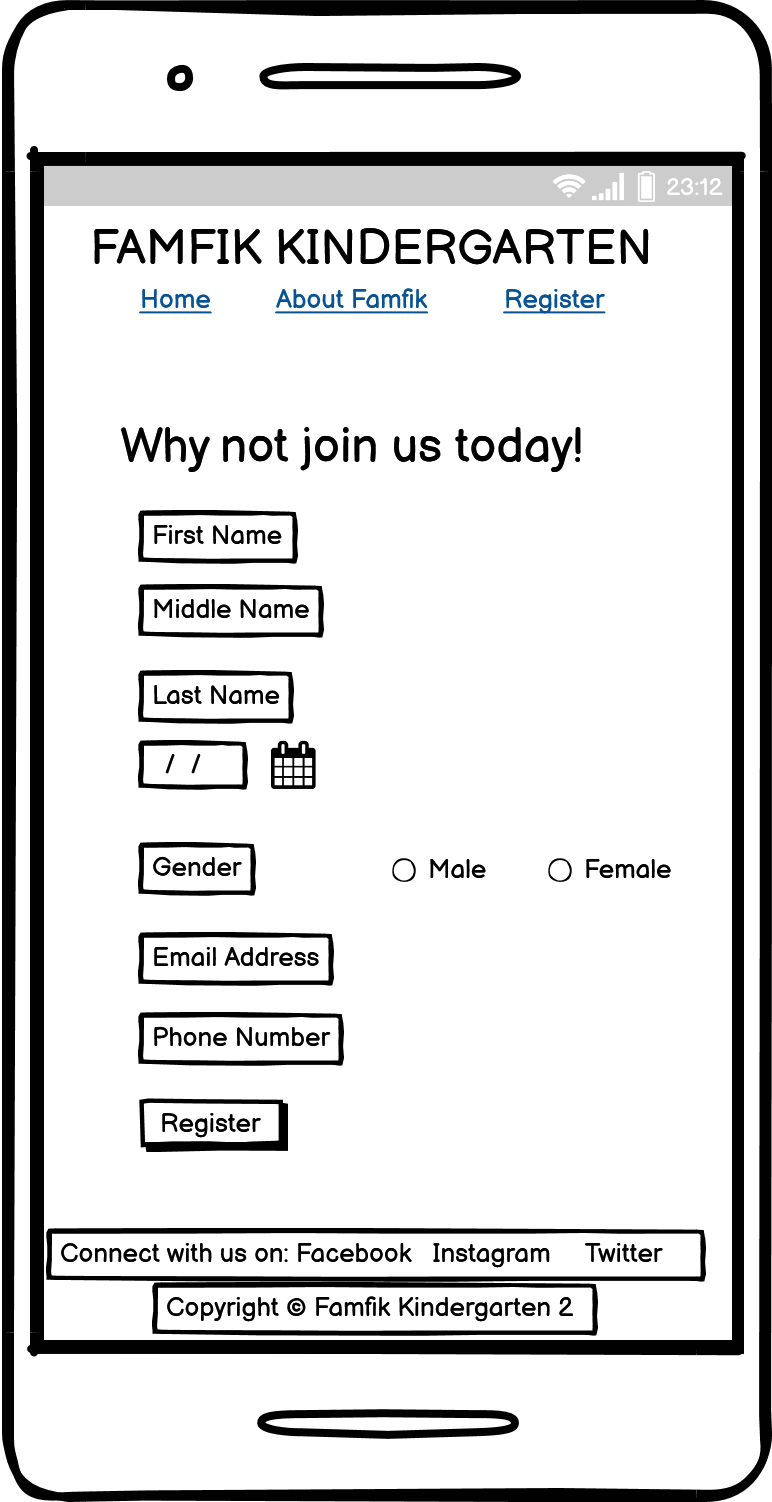 23:12
FAMFIK KINDERGARTEN
Home About Famfik Register
Why not join us today!
First Name
Middle Name
Last Name
/ /
Gender Male Female
Email Address
Phone Number
Register
Connect with us on: Facebook Instagram Twitter
Copyright © Famfik Kindergarten 2